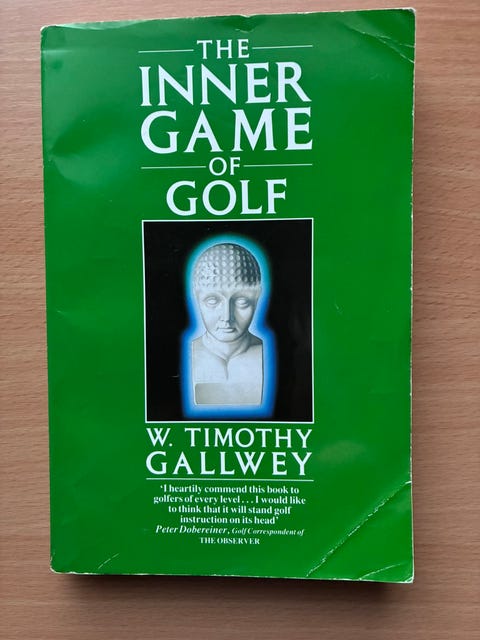 THE
INNER
GAME
OF
GOLF
W. TIMOTHY
GALLWEY
'I heartily commend this book to
golfers of every level . . . I would like
to think that it will stand golf
instruction on its head'
Peter Dobereiner, Golf Correspondent of
THE OBSERVER